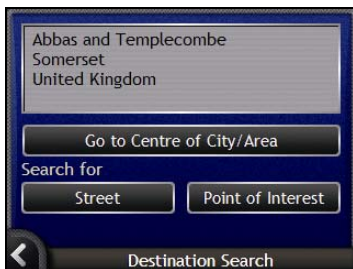 Abbas and Templecombe
Somerset
United Kingdom
Go to Centre of City/Area
Search for
Street Point of Interest
Destination Search